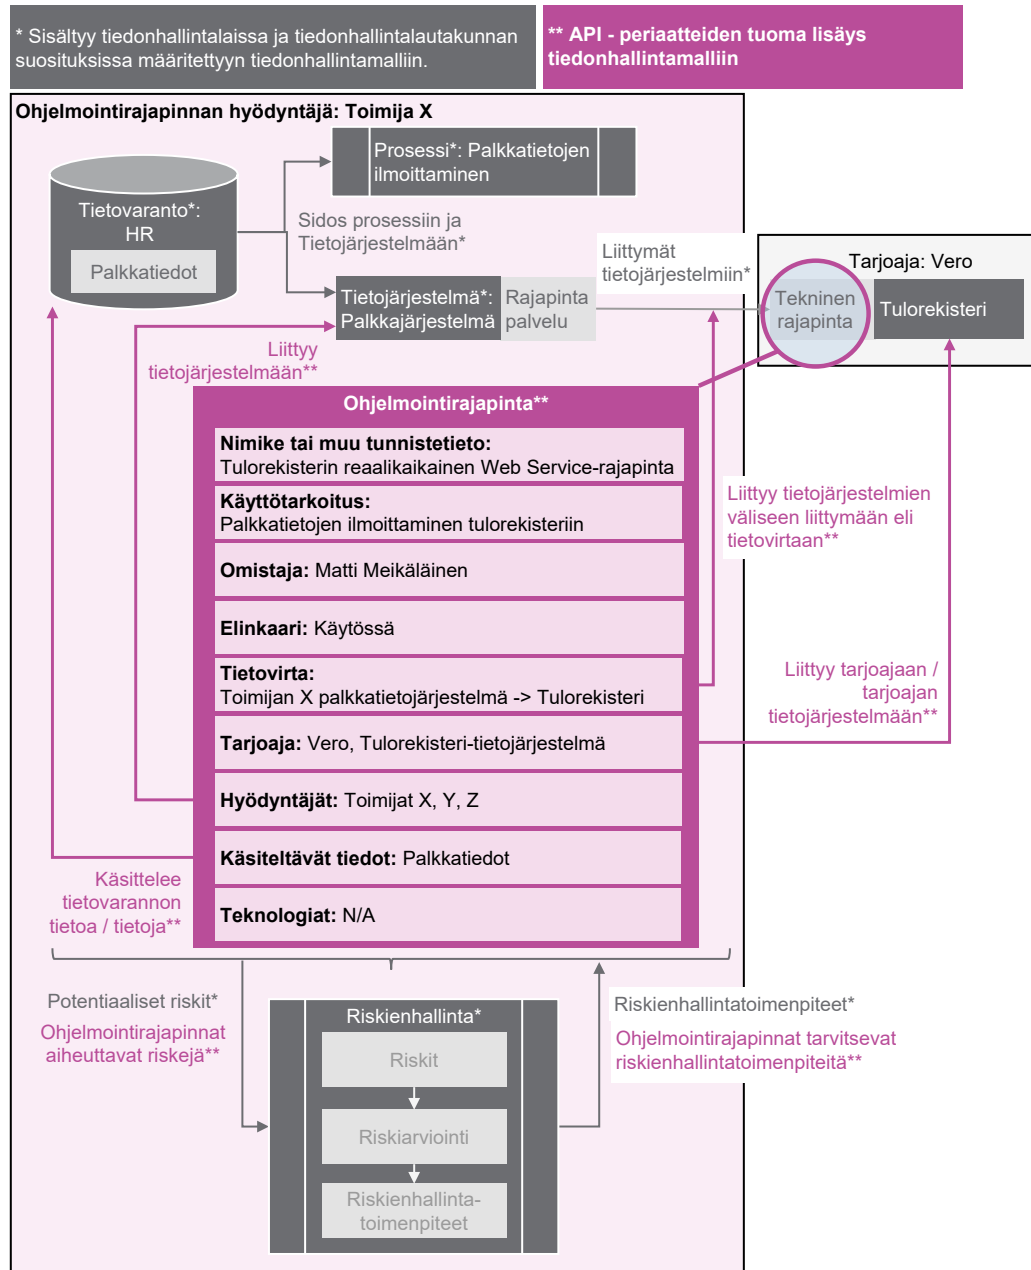 * Sisältyy tiedonhallintalaissa ja tiedonhallintalautakunnan
suosituksissa määritettyyn tiedonhallintamalliin.
** API - periaatteiden tuoma lisäys
tiedonhallintamalliin
Ohjelmointirajapinnan hyödyntäjä: Toimija X
Prosessi*: Palkkatietojen
ilmoittaminen
Tietovaranto*:
HR
Palkkatiedot
Sidos prosessiin ja
Tietojärjestelmään*
Liittymät
tietojärjestelmiin*
Tarjoaja: Vero
Tekninen
rajapinta
Tulorekisteri
Tietojärjestelmä*:
Palkkajärjestelmä
Rajapinta
palvelu
Liittyy
tietojärjestelmään**
Ohjelmointirajapinta**
Nimike tai muu tunnistetieto:
Tulorekisterin reaalikaikainen Web Service-rajapinta
Käyttötarkoitus:
Palkkatietojen ilmoittaminen tulorekisteriin
Omistaja: Matti Meikäläinen
Elinkaari: Käytössä
Tietovirta:
Toimijan X palkkatietojärjestelmä -> Tulorekisteri
Tarjoaja: Vero, Tulorekisteri-tietojärjestelmä
Hyödyntäjät: Toimijat X, Y, Z
Käsiteltävät tiedot: Palkkatiedot
Teknologiat: N/A
Liittyy tietojärjestelmien
väliseen liittymään eli
tietovirtaan**
Liittyy tarjoajaan /
tarjoajan
tietojärjestelmään**
Käsittelee
tietovarannon
tietoa / tietoja**
Potentiaaliset riskit*
Ohjelmointirajapinnat
aiheuttavat riskejä**
Riskienhallinta*
Riskit
Riskiarviointi
Riskienhallinta-
toimenpiteet
Riskienhallintatoimenpiteet*
Ohjelmointirajapinnat tarvitsevat
riskienhallintatoimenpiteitä**